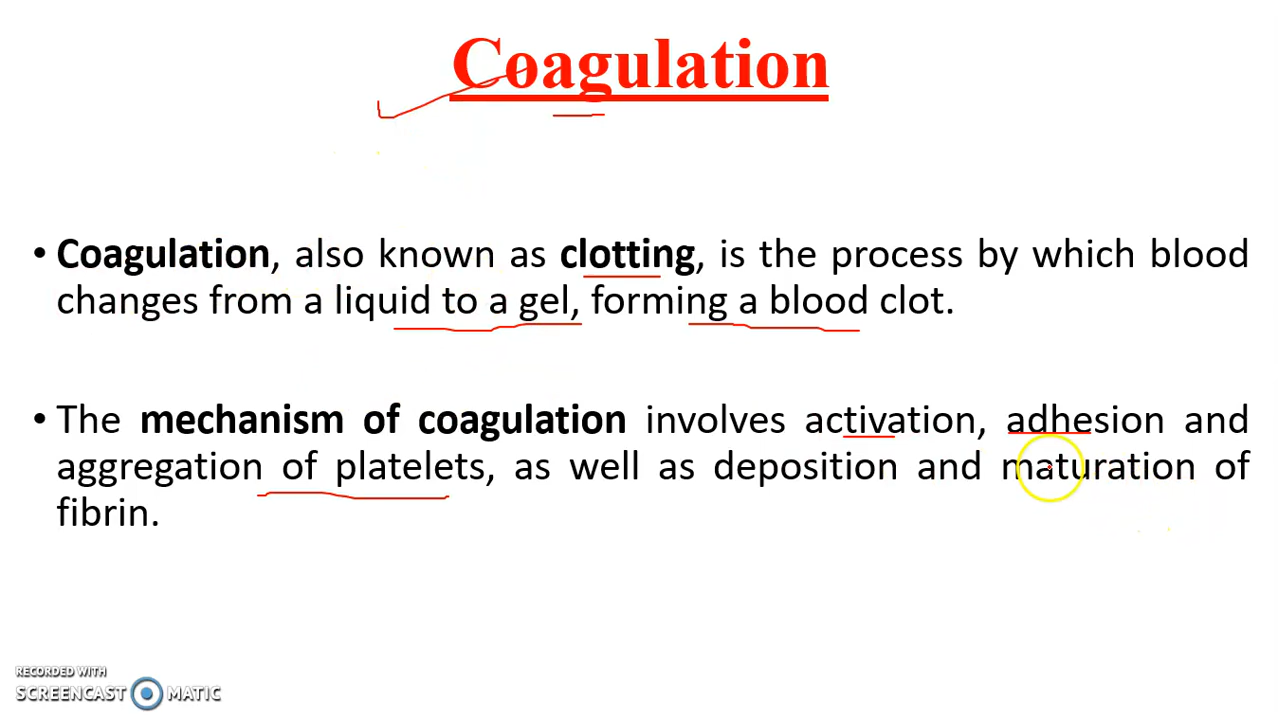 Coagulation
• Coagulation, also known as clotting, is the process by which blood
changes from a liquid to a gel, forming a blood clot.
• The mechanism of coagulation involves activation, adhesion and
aggregation of platelets, as well as deposition and maturation of
fibrin.
RECORDED WITH
SCREENCAST MATIC